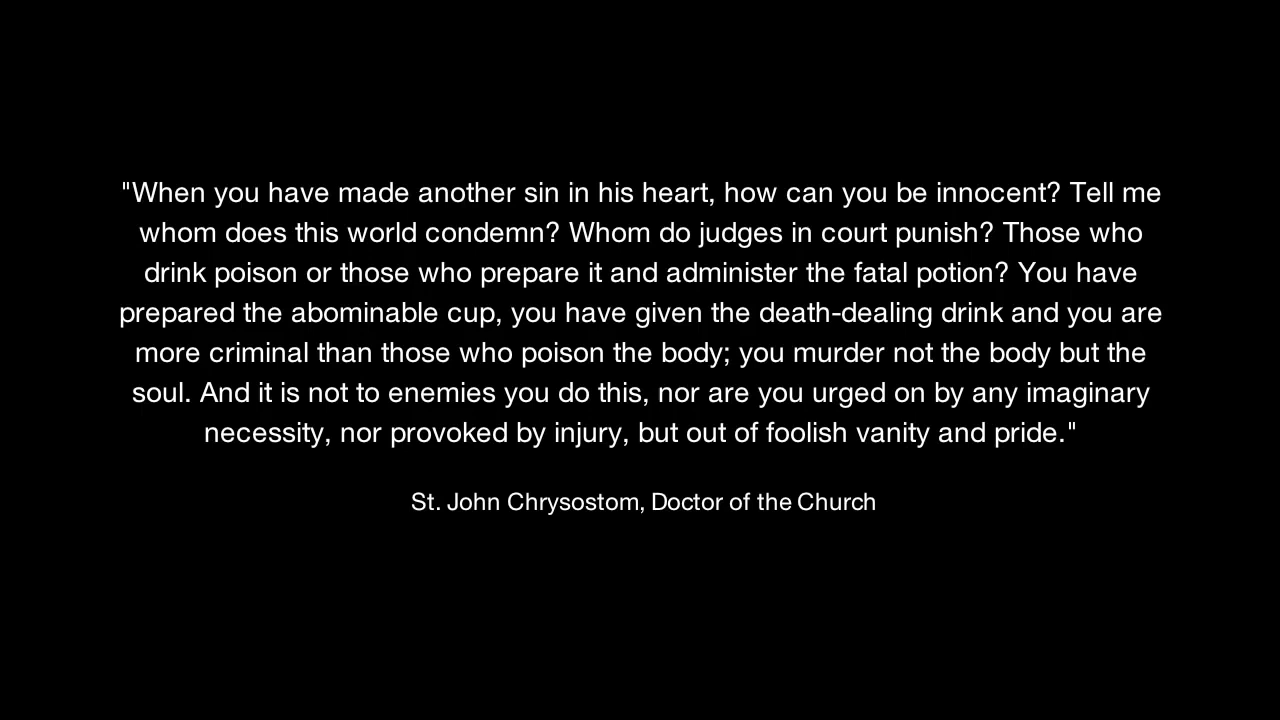 "When you have made another sin in his heart, how can you be innocent? Tell me
whom does this world condemn? Whom do judges in court punish? Those who
drink poison or those who prepare it and administer the fatal potion? You have
prepared the abominable cup, you have given the death-dealing drink and you are
more criminal than those who poison the body; you murder not the body but the
soul. And it is not to enemies you do this, nor are you urged on by any imaginary
necessity, nor provoked by injury, but out of foolish vanity and pride."
St. John Chrysostom, Doctor of the Church